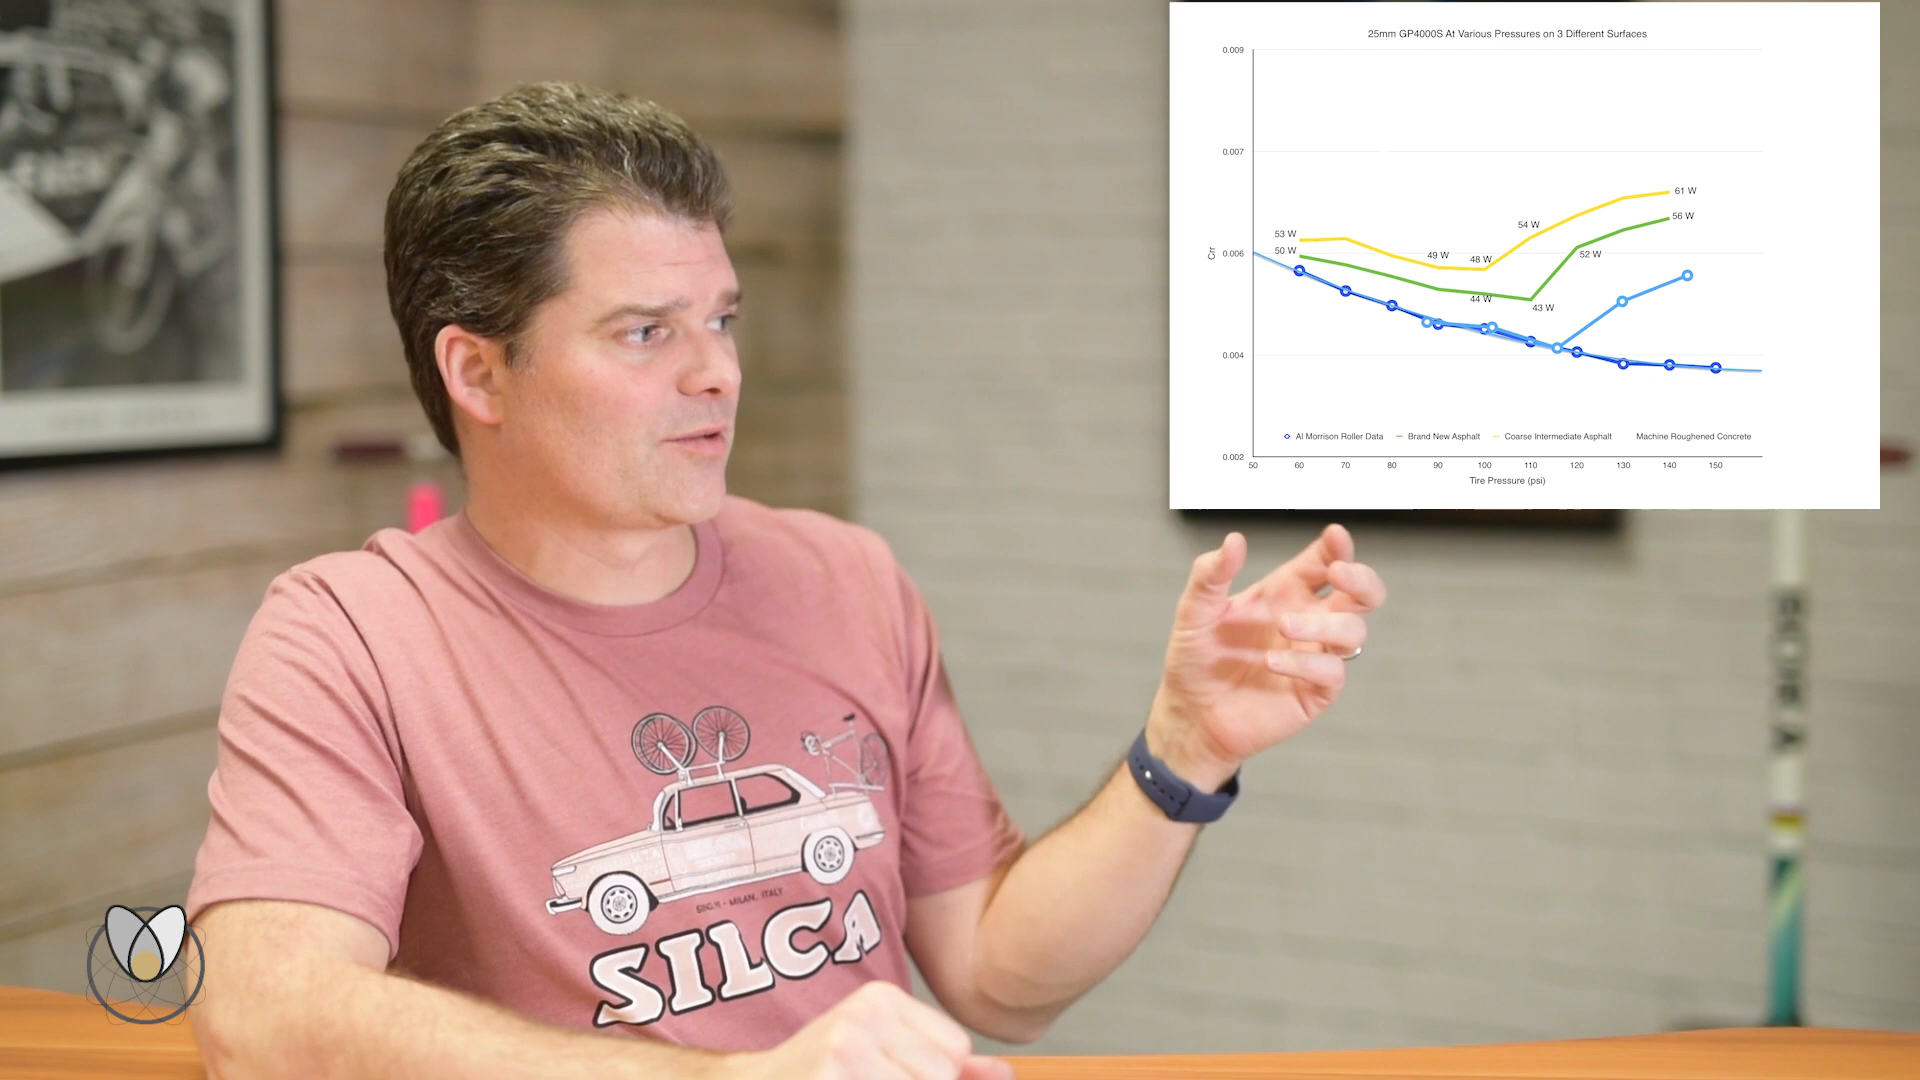 25mm GP4000S At Various Pressures on 3 Different Surfaces
0.009
0.007
61 W
56 W
54 W
53 W
50 W
49 W
48 W
52 W
0.006
Crr
44 W
43 W
0.004
Al Morrison Roller Data Brand New Asphalt Coarse Intermediate Asphalt Machine Roughened Concrete
0.002
50 60 70 80 90 100 110 120 130 140 150
Tire Pressure (psi)
MILAN, ITALY
SILCA